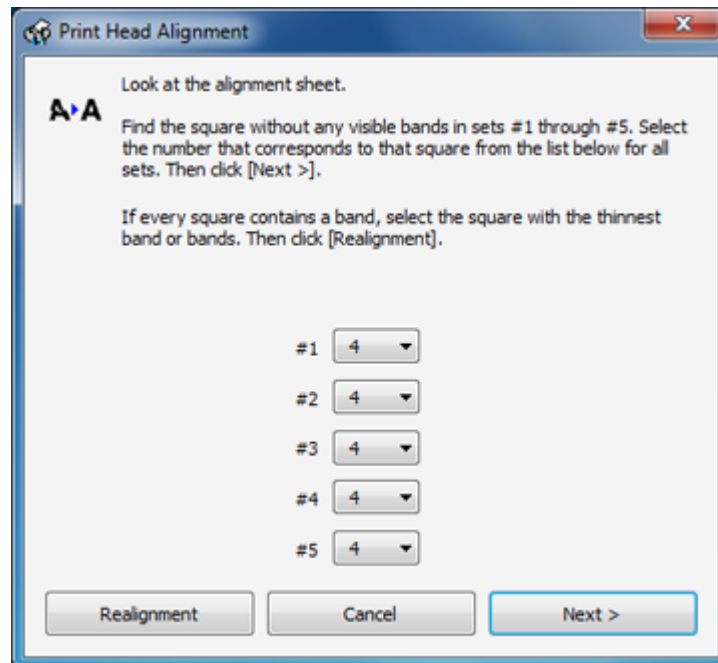 Print Head Alignment
Look at the alignment sheet.
A A
Find the square without any visible bands in sets #1 through #5. Select
the number that corresponds to that square from the list below for all
sets. Then click [Next >].
If every square contains a band, select the square with the thinnest
band or bands. Then click [Realignment].
#1 4
#2 4
#3 4
#4 4
#5 4
Realignment Cancel Next >